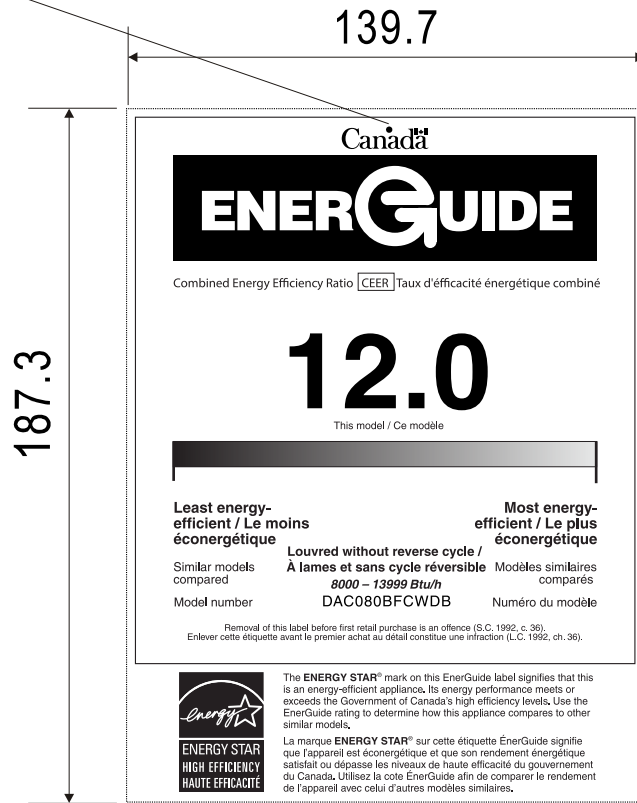 139.7
187.3
Canada
ENERGUIDE
Combined Energy Efficiency Ratio CEER Taux d'éfficacité énergétique combiné
12.0
This model / Ce modèle
Least energy-
efficient / Le moins
éconergétique
Most energy-
efficient / Le plus
éconergétique
Similar models
compared
Louvred without reverse cycle /
À lames et sans cycle réversible
8000 – 13999 Btu/h
Modèles similaires
comparés
Model number
DAC080BFCWDB
Numéro du modèle
Removal of this label before first retail purchase is an offence (S.C. 1992, c. 36).
Enlever cette étiquette avant le premier achat au détail constitue une infraction (L.C. 1992, ch. 36).
energy
ENERGY STAR
HIGH EFFICIENCY
HAUTE EFFICACITÉ
The ENERGY STAR® mark on this EnerGuide label signifies that this
is an energy-efficient appliance. Its energy performance meets or
exceeds the Government of Canada's high efficiency levels. Use the
EnerGuide rating to determine how this appliance compares to other
similar models.
La marque ENERGY STAR® sur cette étiquette ÉnerGuide signifie
que l'appareil est éconergétique et que son rendement énergétique
satisfait ou dépasse les niveaux de haute efficacité du gouvernement
du Canada. Utilisez la cote ÉnerGuide afin de comparer le rendement
de l'appareil avec celui d'autres modèles similaires.